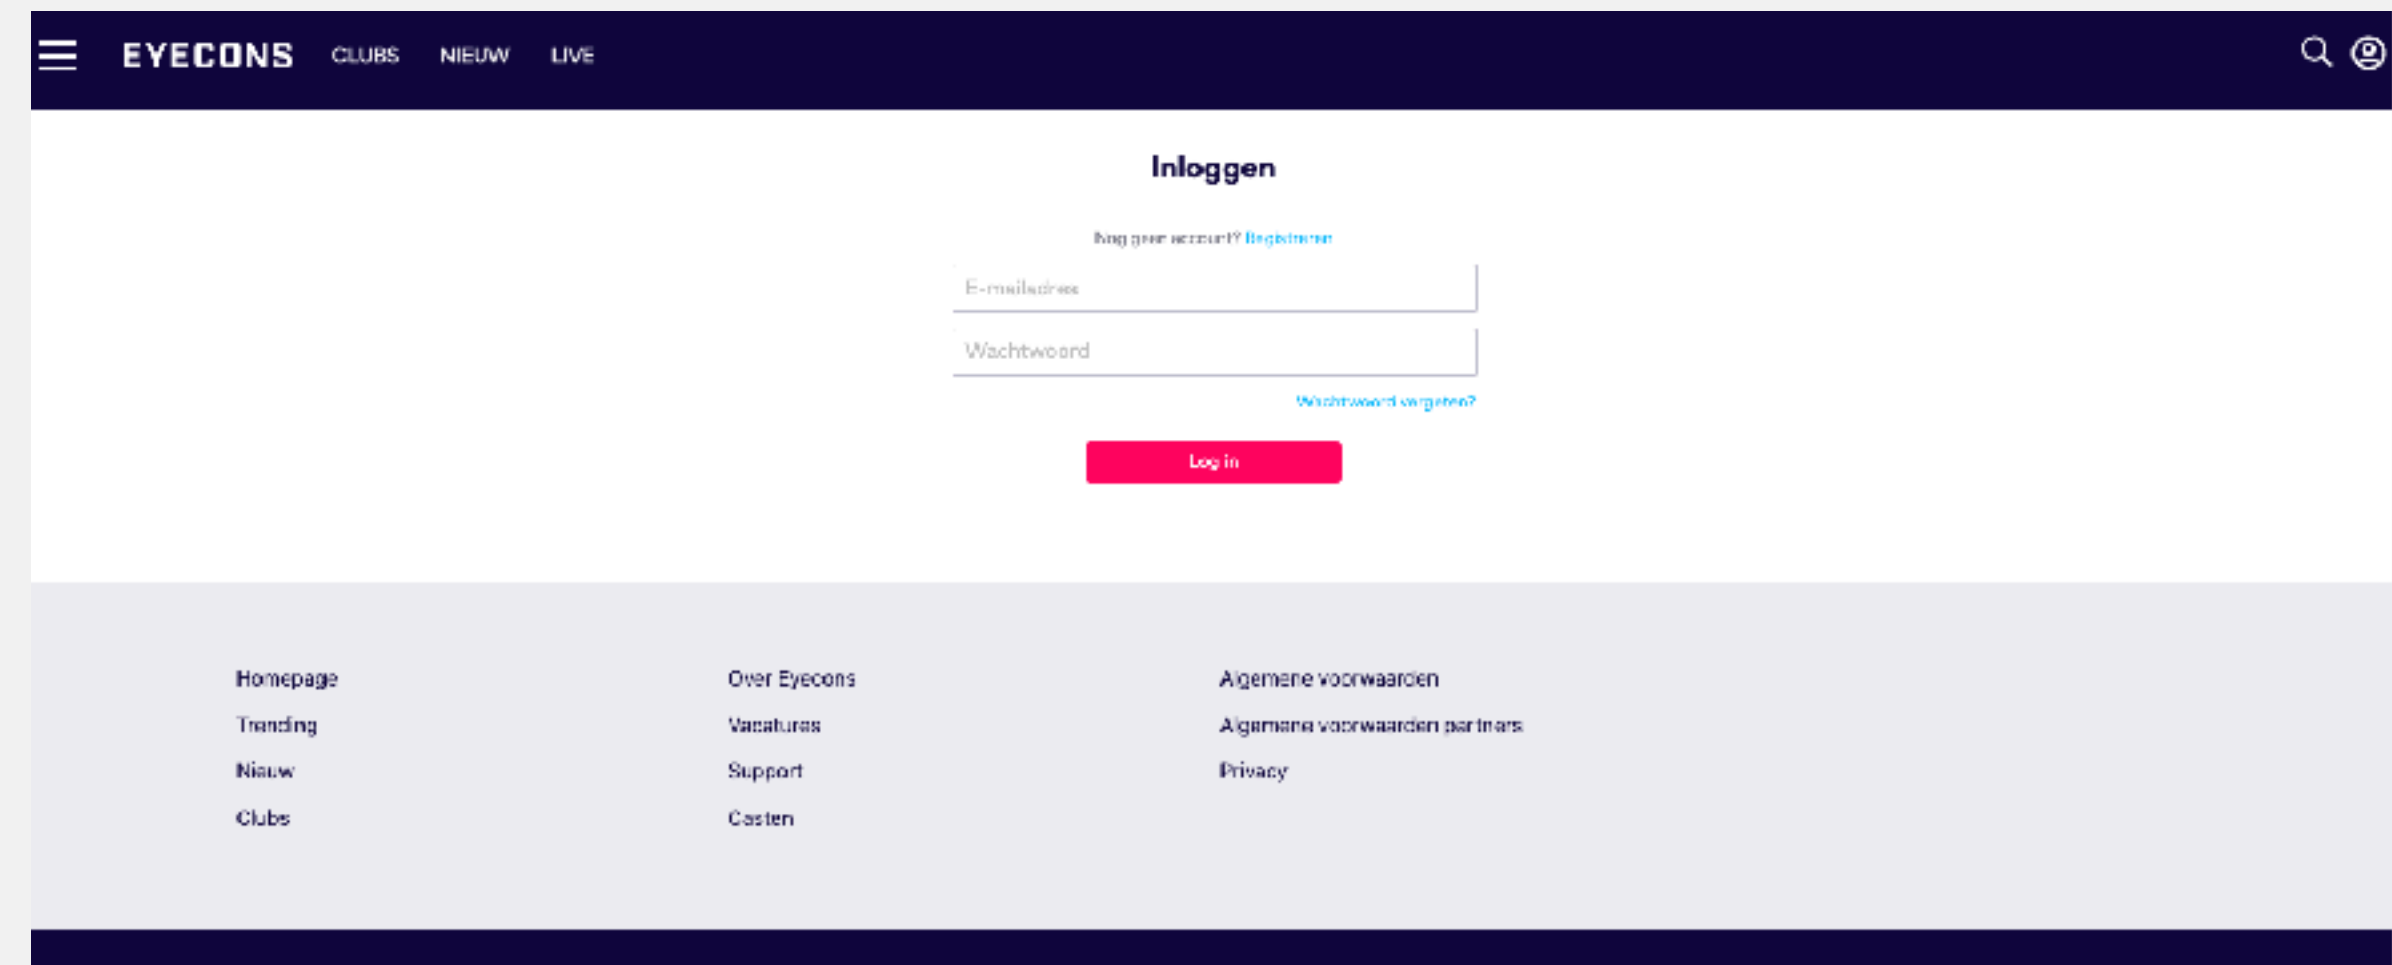 EYECONS CLUBS NIEUW LIVE
Inloggen
Nog geen account? Registreren
E-mailadres
Wachtwoord
Wachtwoord vergeten?
Log in
Homepage
Trending
Nieuw
Clubs
Over Eyecons
Vacatures
Support
Casten
Algemene voorwaarden
Algemene voorwaarden partners
Privacy